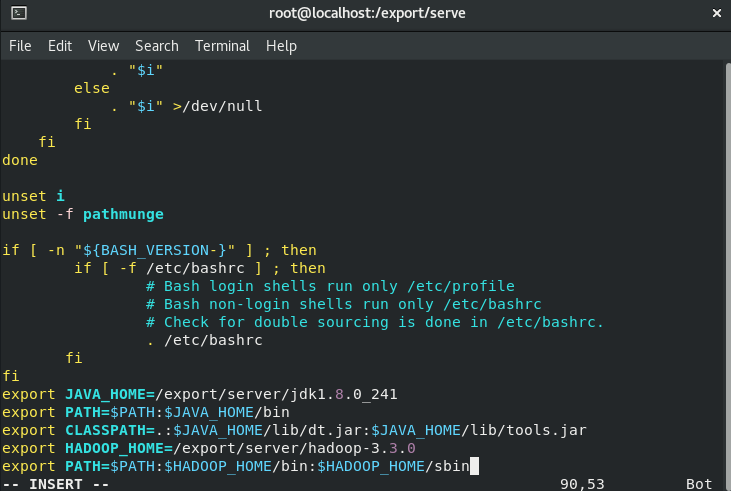 root@localhost:/export/serve
×
File Edit View Search Terminal Help
            . "$i"
        else
            . "$i" >/dev/null
        fi
    fi
done

unset i
unset -f pathmunge

if [ -n "${BASH_VERSION-}" ] ; then
        if [ -f /etc/bashrc ] ; then
                # Bash login shells run only /etc/profile
                # Bash non-login shells run only /etc/bashrc
                # Check for double sourcing is done in /etc/bashrc.
                . /etc/bashrc
       fi
fi
export JAVA_HOME=/export/server/jdk1.8.0_241
export PATH=$PATH:$JAVA_HOME/bin
export CLASSPATH=.:$JAVA_HOME/lib/dt.jar:$JAVA_HOME/lib/tools.jar
export HADOOP_HOME=/export/server/hadoop-3.3.0
export PATH=$PATH:$HADOOP_HOME/bin:$HADOOP_HOME/sbin
-- INSERT -- 90,53 Bot